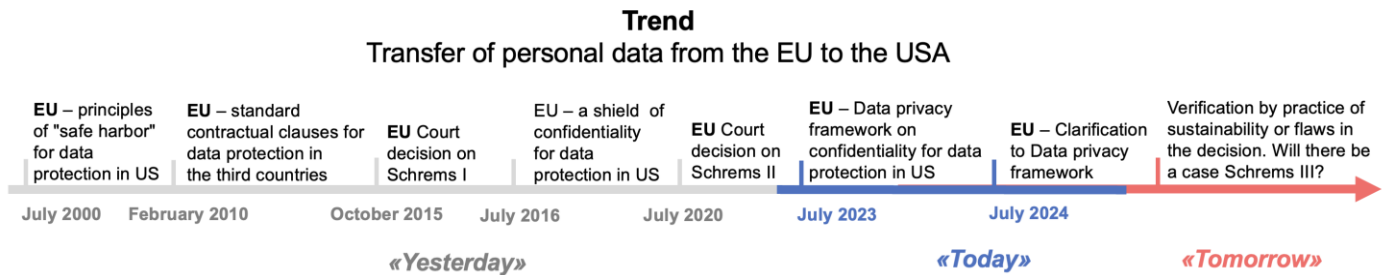 Trend
Transfer of personal data from the EU to the USA
EU – principles
of "safe harbor"
for data
protection in US
EU – standard
contractual clauses for
data protection in
the third countries
EU Court
decision on
Schrems I
EU – a shield of
confidentiality
for data
protection in US
EU Court
decision on
Schrems II
EU – Data privacy
framework on
confidentiality for data
protection in US
EU – Clarification
to Data privacy
framework
Verification by practice of
sustainability or flaws in
the decision. Will there be
a case Schrems III?
July 2000
February 2010
October 2015
July 2016
July 2020
July 2023
July 2024
«Yesterday»
«Today»
«Tomorrow»